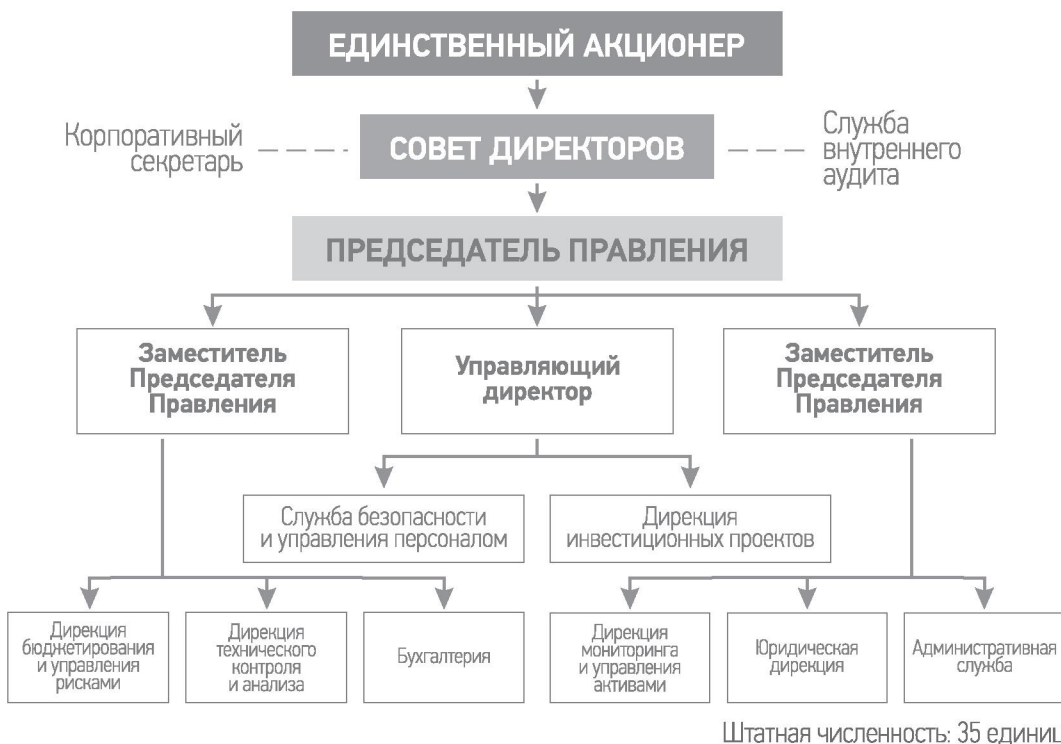 ЕДИНСТВЕННЫЙ АКЦИОНЕР
Корпоративный
секретарь
СОВЕТ ДИРЕКТОРОВ
Служба
внутреннего
аудита
ПРЕДСЕДАТЕЛЬ ПРАВЛЕНИЯ
Заместитель
Председателя
Правления
Управляющий
директор
Заместитель
Председателя
Правления
Служба безопасности
и управления персоналом
Дирекция
инвестиционных проектов
Дирекция
бюджетирования
и управления
рисками
Дирекция
технического
контроля
и анализа
Бухгалтерия
Дирекция
мониторинга
и управления
активами
Юридическая
дирекция
Административная
служба
Штатная численность: 35 единиц